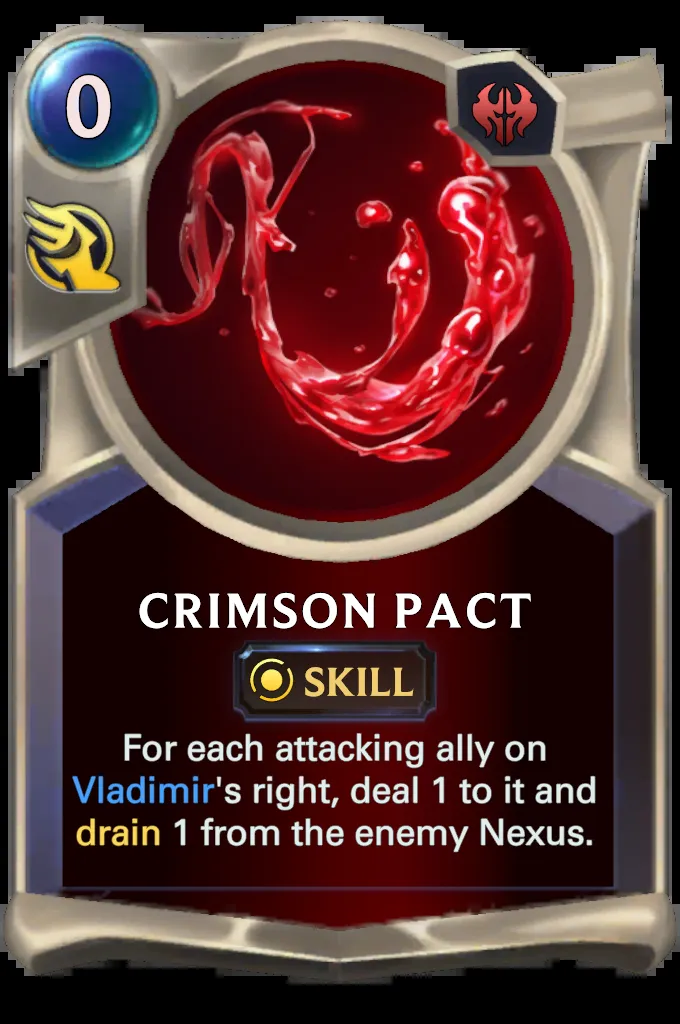 0
CRIMSON PACT
SKILL
For each attacking ally on
Vladimir's right, deal 1 to it and
drain 1 from the enemy Nexus.